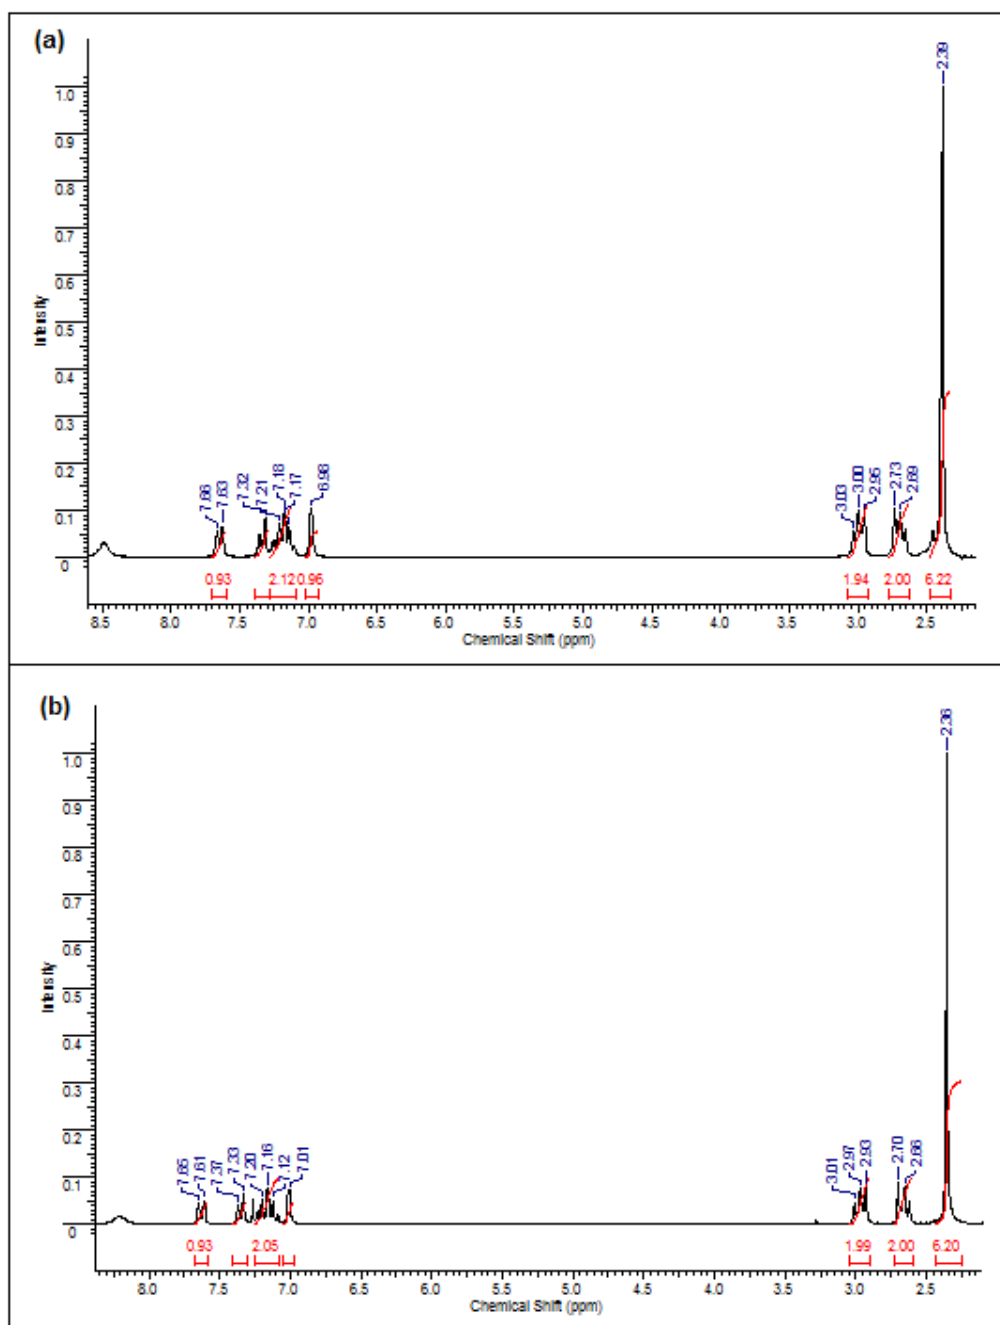 (a)
2.39
1.0
0.9
0.8
0.7
0.6
0.5
0.4
0.3
0.2
0.1
0
Intensity
7.66 7.63 7.32 7.21 7.18 7.17 6.98 3.03 3.00 2.95 2.73 2.69
0.93 2.12 0.96 1.94 2.00 6.22
8.5 8.0 7.5 7.0 6.5 6.0 5.5 5.0 4.5 4.0 3.5 3.0 2.5
Chemical Shift (ppm)
(b)
2.36
1.0
0.9
0.8
0.7
0.6
0.5
0.4
0.3
0.2
0.1
0
Intensity
7.65 7.61 7.37 7.33 7.20 7.16 7.12 7.01 3.01 2.97 2.93 2.70 2.66
0.93 2.05 1.99 2.00 6.20
8.0 7.5 7.0 6.5 6.0 5.5 5.0 4.5 4.0 3.5 3.0 2.5
Chemical Shift (ppm)